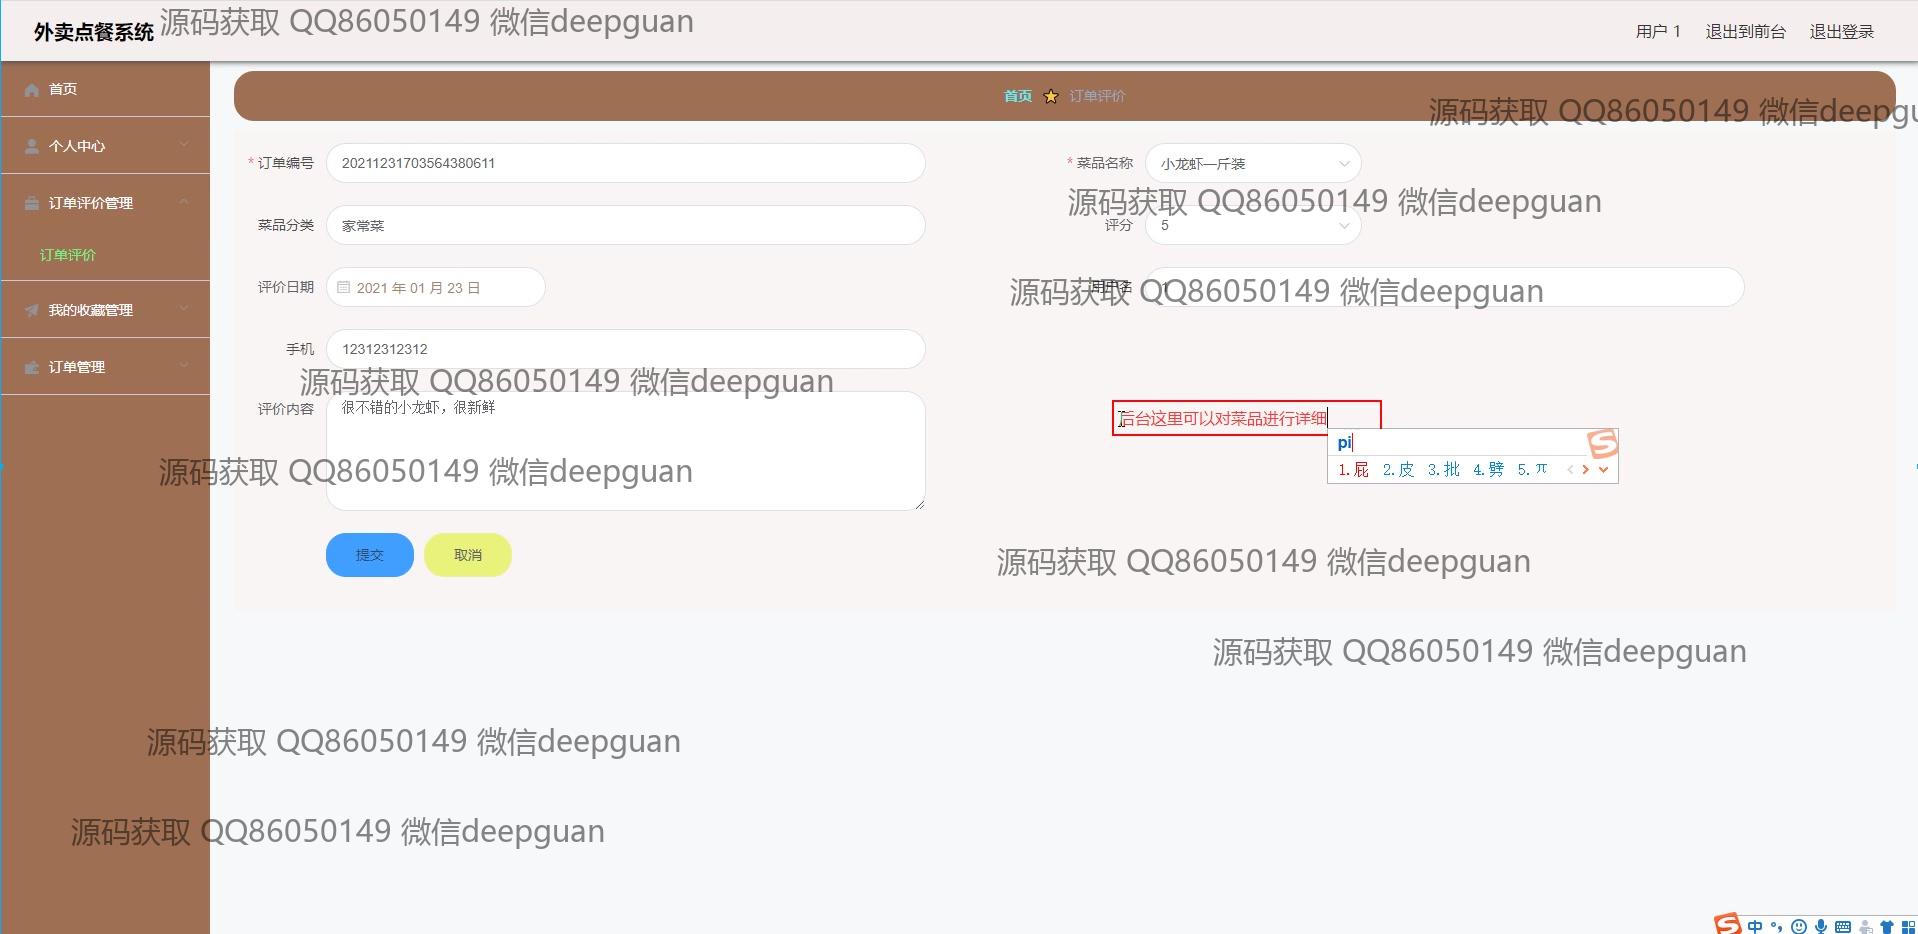 外卖点餐系统
源码获取 QQ86050149 微信deepguan
用户 1
退出到前台
退出登录
首页
个人中心
订单评价管理
订单评价
我的收藏管理
订单管理
首页
订单评价
源码获取 QQ86050149 微信deepgu
* 订单编号
20211231703564380611
* 菜品名称
小龙虾一斤装
源码获取 QQ86050149 微信deepguan
菜品分类
家常菜
评分
5
评价日期
2021 年 01 月 23 日
用户名
1
源码获取 QQ86050149 微信deepguan
手机
12312312312
源码获取 QQ86050149 微信deepguan
评价内容
很不错的小龙虾，很新鲜
后台这里可以对菜品进行详细
pi
1.屁 2.皮 3.批 4.劈 5.π
源码获取 QQ86050149 微信deepguan
提交
取消
源码获取 QQ86050149 微信deepguan
源码获取 QQ86050149 微信deepguan
源码获取 QQ86050149 微信deepguan
源码获取 QQ86050149 微信deepguan
中